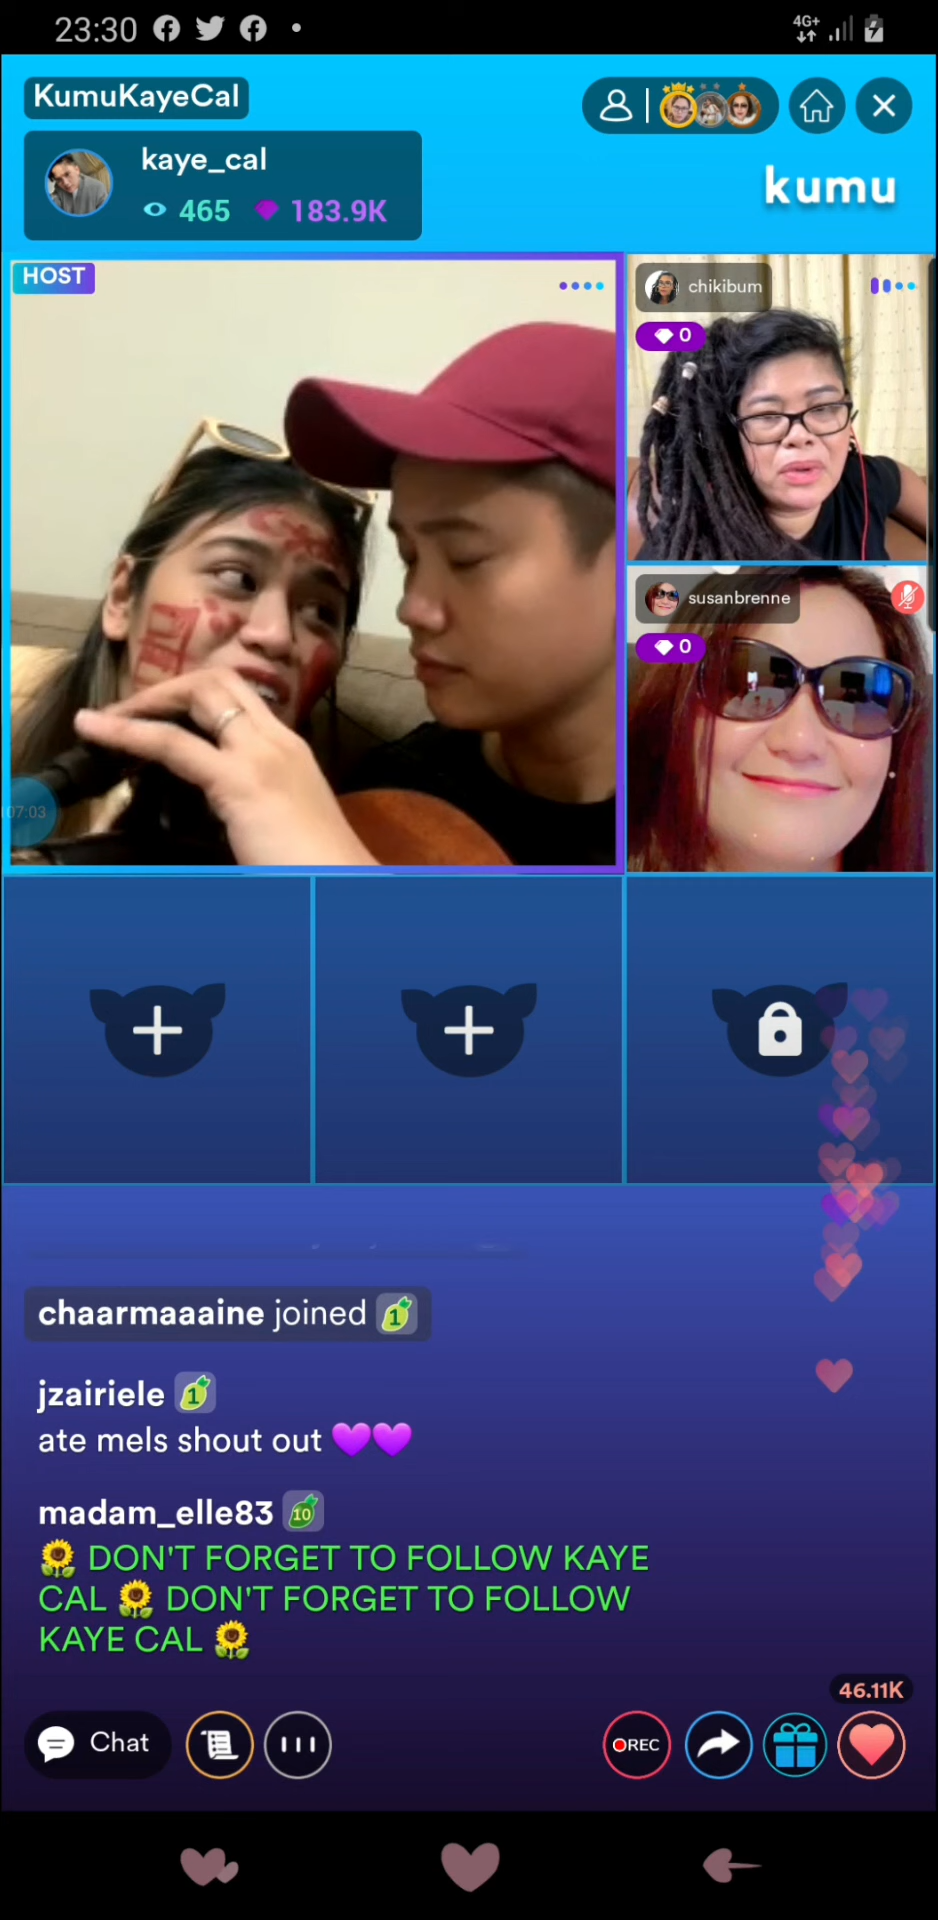 23:30
4G+
KumuKayeCal
kaye_cal
465 183.9K
kumu
HOST
chikibum
0
susanbrenne
0
07:03
chaarmaaaine joined 1
jzairiele 1
ate mels shout out 💜💜
madam_elle83 10
🌻 DON'T FORGET TO FOLLOW KAYE
CAL 🌻 DON'T FORGET TO FOLLOW
KAYE CAL 🌻
46.11K
Chat
REC